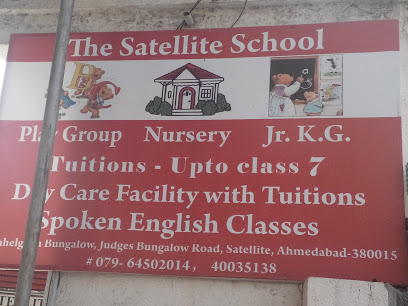 The Satellite School
Play Group Nursery Jr. K.G.
Tuitions - Upto class 7
Day Care Facility with Tuitions
Spoken English Classes
Bungalow, Judges Bungalow Road, Satellite, Ahmedabad-380015
# 079- 64502014 , 40035138